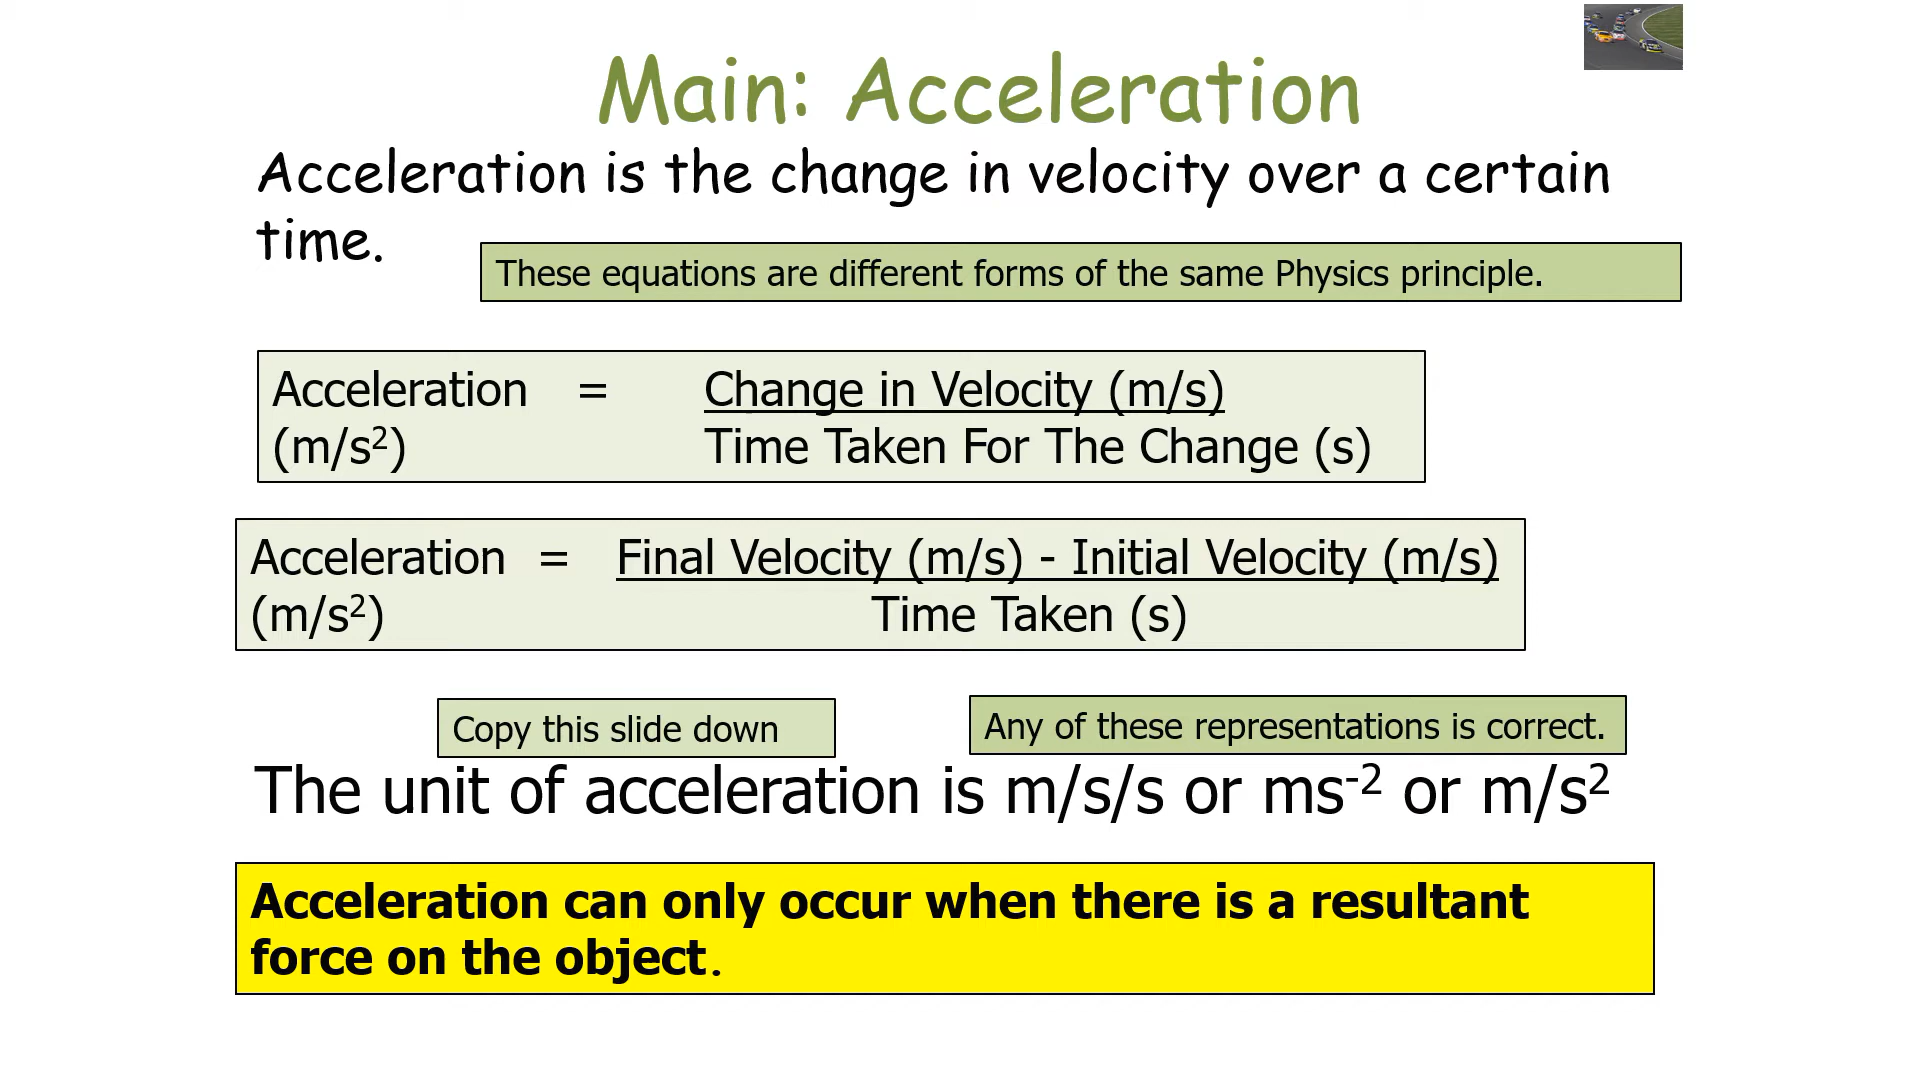 Main: Acceleration
Acceleration is the change in velocity over a certain
time.
These equations are different forms of the same Physics principle.
Acceleration = Change in Velocity (m/s)
(m/s²) Time Taken For The Change (s)
Acceleration = Final Velocity (m/s) - Initial Velocity (m/s)
(m/s²) Time Taken (s)
Copy this slide down
Any of these representations is correct.
The unit of acceleration is m/s/s or ms⁻² or m/s²
Acceleration can only occur when there is a resultant
force on the object.